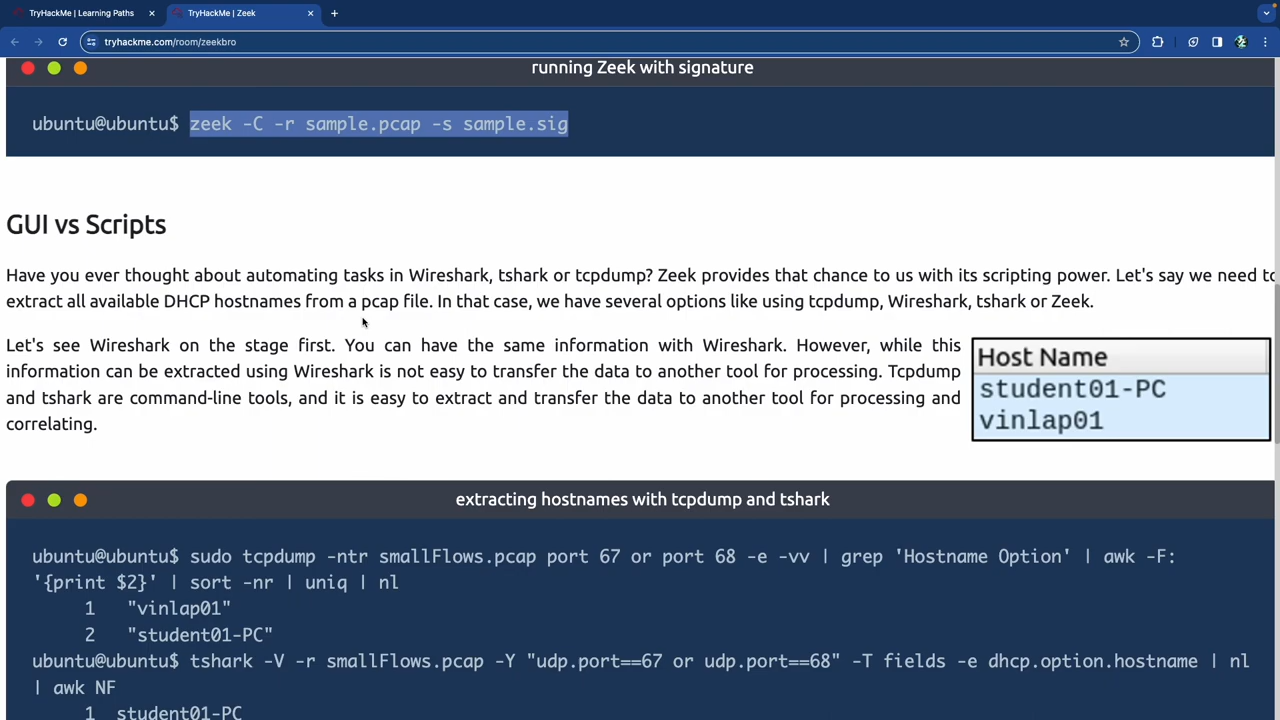 TryHackMe | Learning Paths
TryHackMe | Zeek
tryhackme.com/room/zeekbro
running Zeek with signature
ubuntu@ubuntu$ zeek -C -r sample.pcap -s sample.sig
GUI vs Scripts
Have you ever thought about automating tasks in Wireshark, tshark or tcpdump? Zeek provides that chance to us with its scripting power. Let's say we need to
extract all available DHCP hostnames from a pcap file. In that case, we have several options like using tcpdump, Wireshark, tshark or Zeek.
Let's see Wireshark on the stage first. You can have the same information with Wireshark. However, while this
information can be extracted using Wireshark is not easy to transfer the data to another tool for processing. Tcpdump
and tshark are command-line tools, and it is easy to extract and transfer the data to another tool for processing and
correlating.
Host Name
student01-PC
vinlap01
extracting hostnames with tcpdump and tshark
ubuntu@ubuntu$ sudo tcpdump -ntr smallFlows.pcap port 67 or port 68 -e -vv | grep 'Hostname Option' | awk -F:
'{print $2}' | sort -nr | uniq | nl
1 "vinlap01"
2 "student01-PC"
ubuntu@ubuntu$ tshark -V -r smallFlows.pcap -Y "udp.port==67 or udp.port==68" -T fields -e dhcp.option.hostname | nl
| awk NF
1 student01-PC